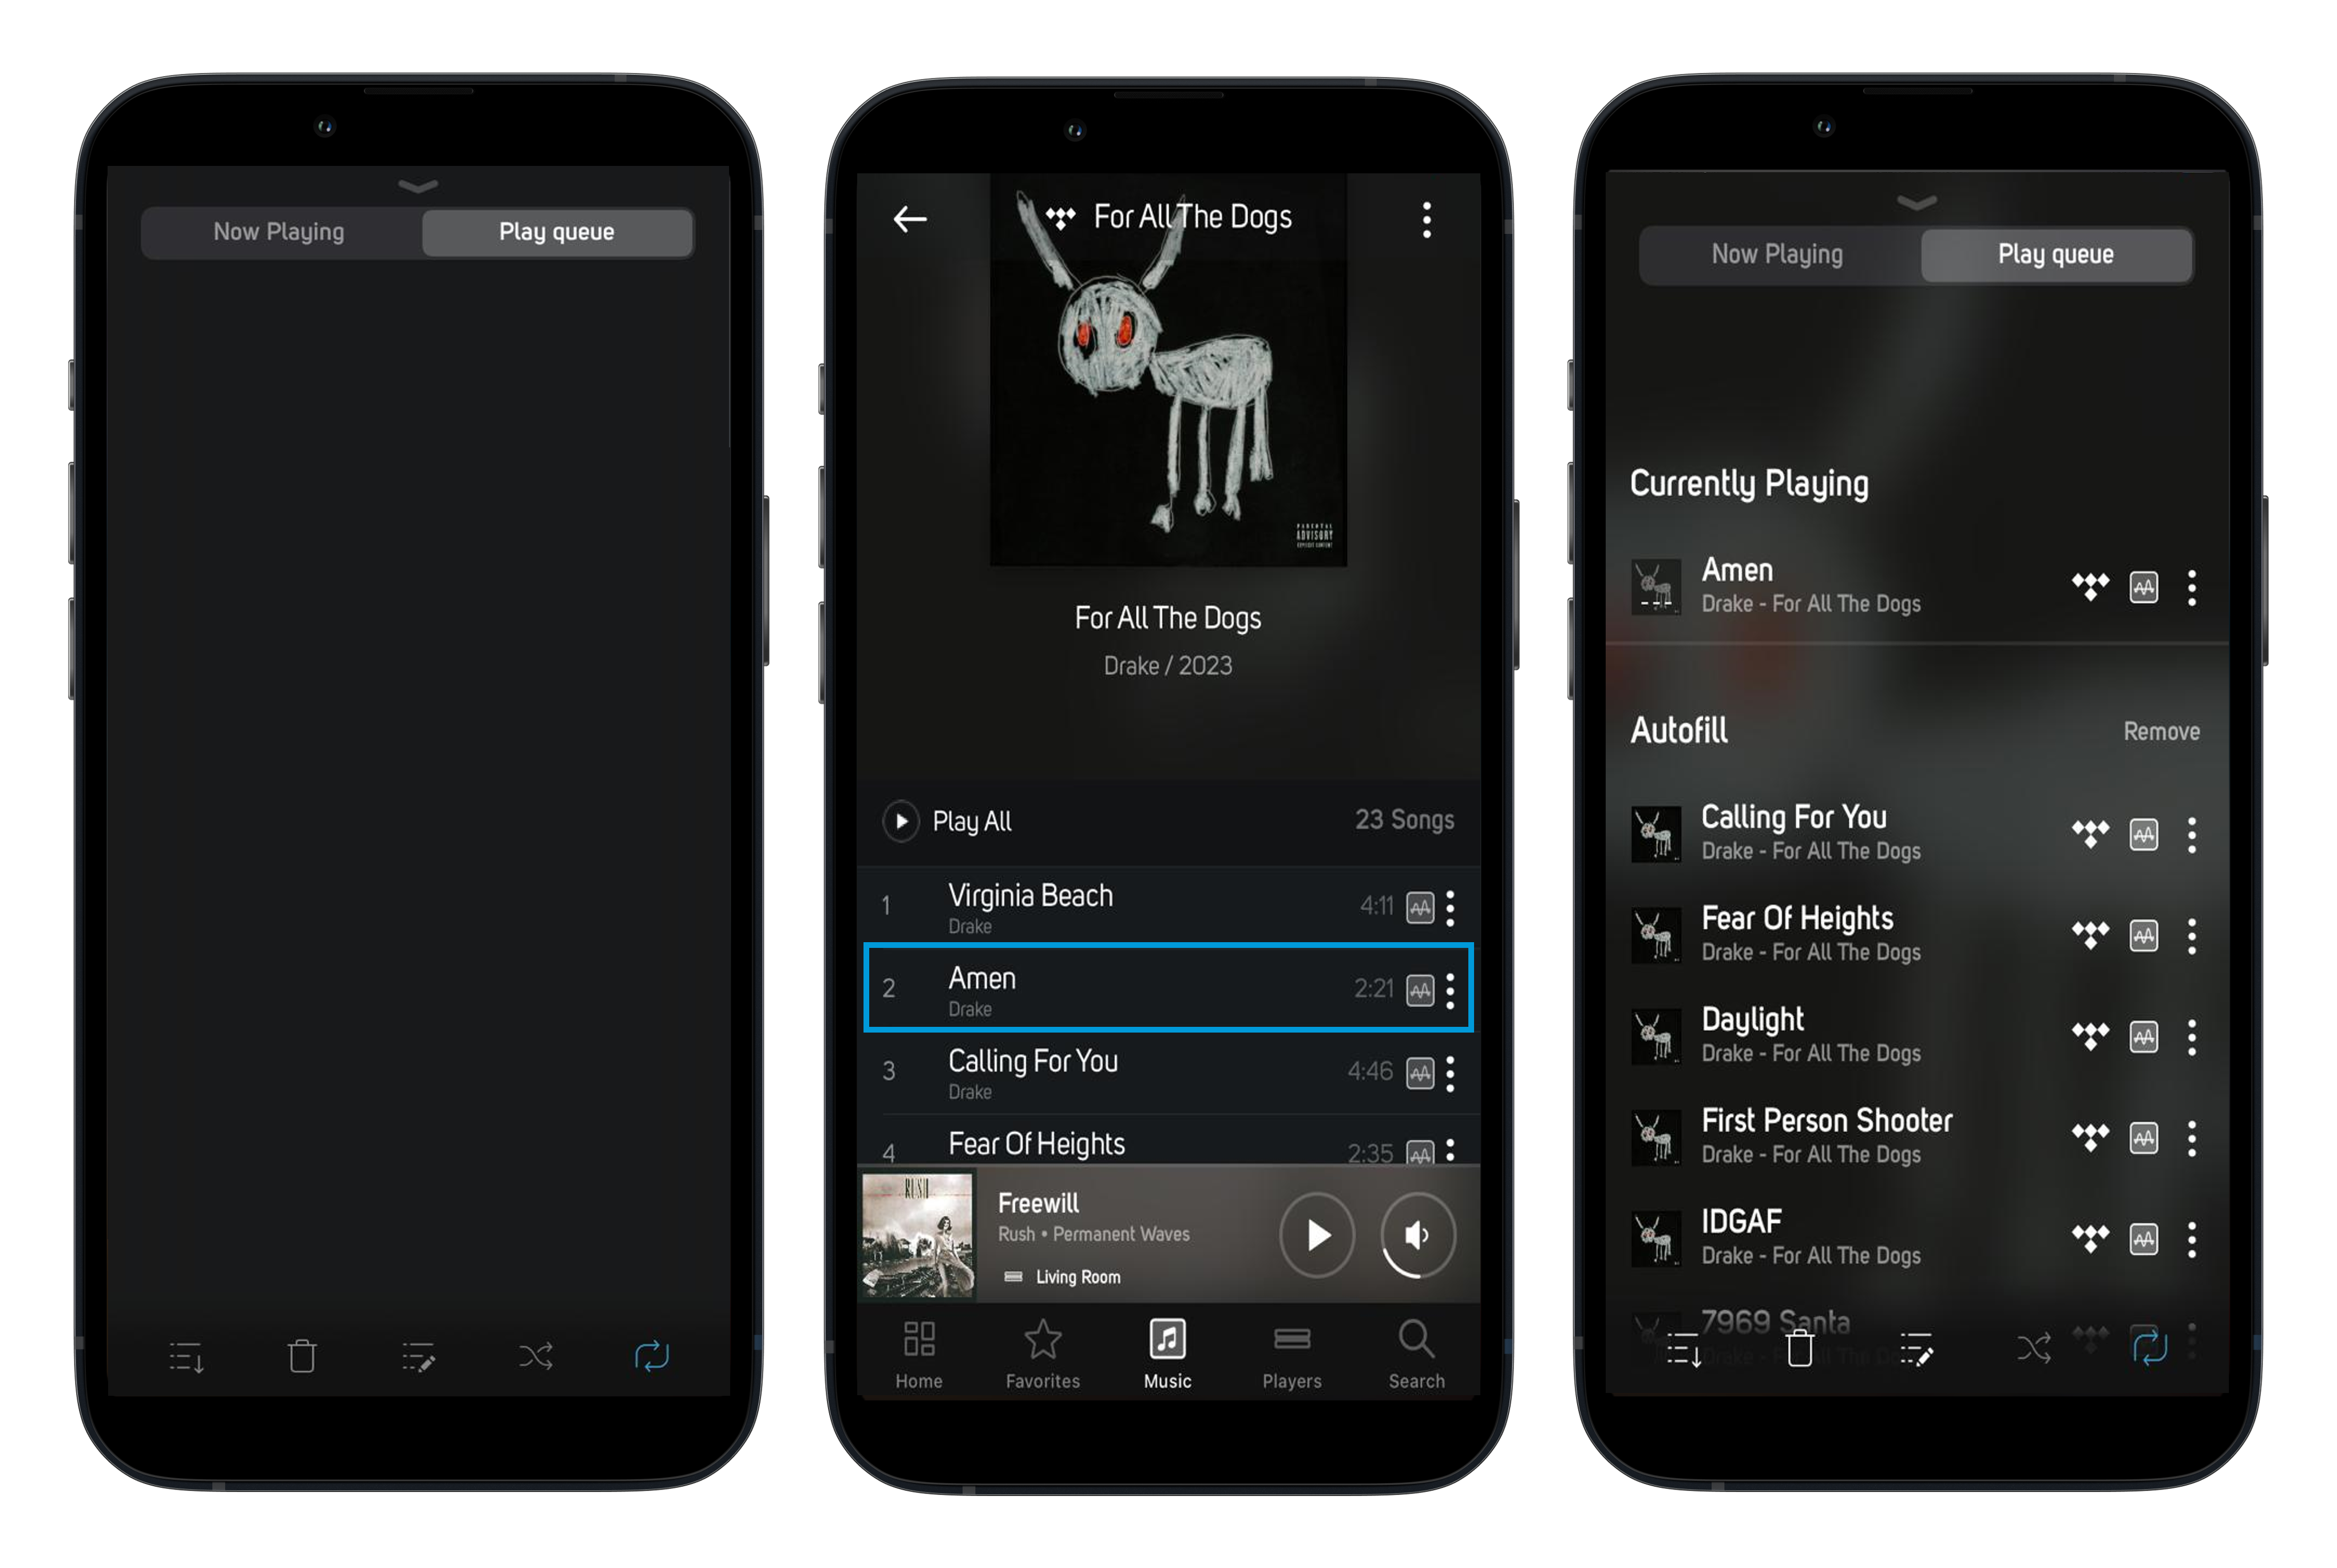 Now Playing
Play queue
For All The Dogs
PARENTAL
ADVISORY
EXPLICIT CONTENT
For All The Dogs
Drake / 2023
Play All
23 Songs
1
Virginia Beach
4:11
Drake
2
Amen
2:21
Drake
3
Calling For You
4:46
Drake
4
Fear Of Heights
2:35
RUSH
Freewill
Rush • Permanent Waves
Living Room
Home
Favorites
Music
Players
Search
Now Playing
Play queue
Currently Playing
Amen
Drake - For All The Dogs
Autofill
Remove
Calling For You
Drake - For All The Dogs
Fear Of Heights
Drake - For All The Dogs
Daylight
Drake - For All The Dogs
First Person Shooter
Drake - For All The Dogs
IDGAF
Drake - For All The Dogs
7969 Santa
Drake - For All The Dogs